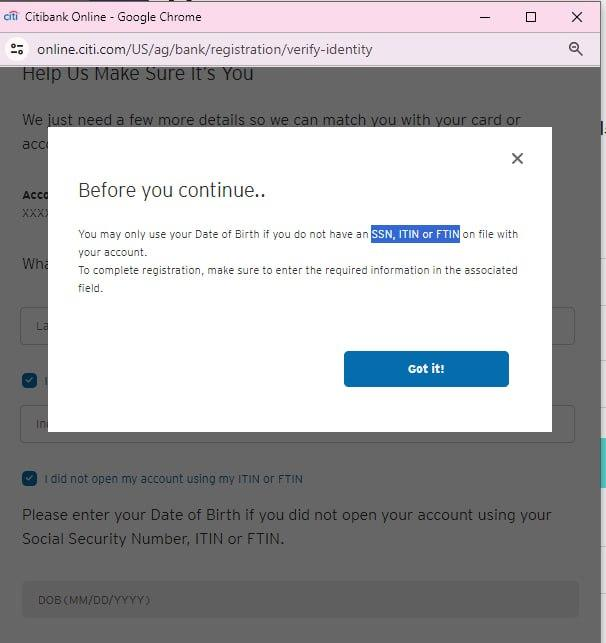 citi Citibank Online - Google Chrome
online.citi.com/US/ag/bank/registration/verify-identity
Help Us Make Sure It's You
We just need a few more details so we can match you with your card or
acc
Before you continue..
Acco
XXXX
You may only use your Date of Birth if you do not have an SSN, ITIN or FTIN on file with
your account.
To complete registration, make sure to enter the required information in the associated
field.
Wha
La
Got it!
I
In
I did not open my account using my ITIN or FTIN
Please enter your Date of Birth if you did not open your account using your
Social Security Number, ITIN or FTIN.
DOB (MM/DD/YYYY)